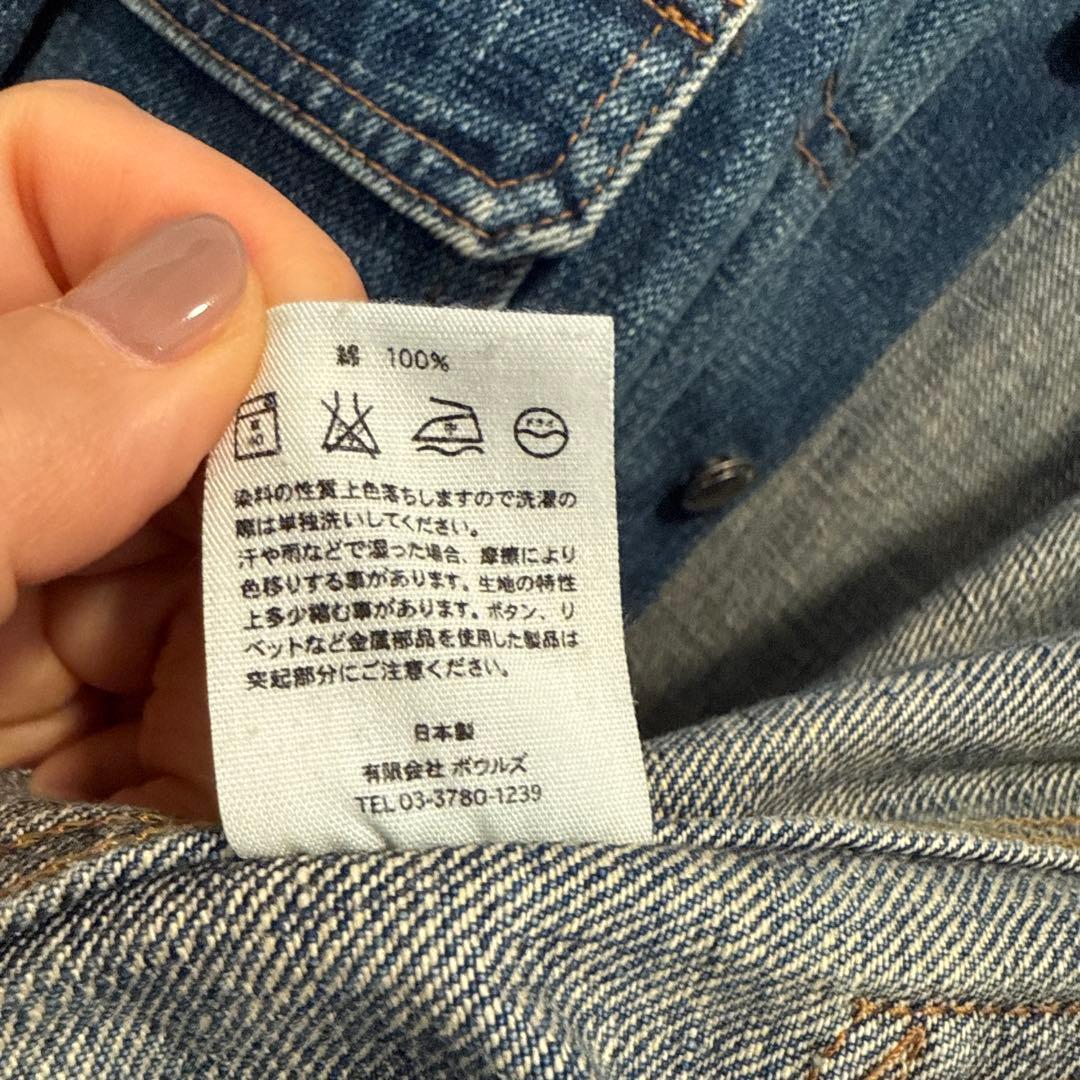 綿 100%
中
ドライ
染料の性質上色落ちしますので洗濯の
際は単独洗いしてください。
汗や雨などで湿った場合、摩擦により
色移りする事があります。生地の特性
上多少縮む事があります。ボタン、リ
ベットなど金属部品を使用した製品は
突起部分にご注意ください。
日本製
有限会社 ボウルズ
TEL 03-3780-1239